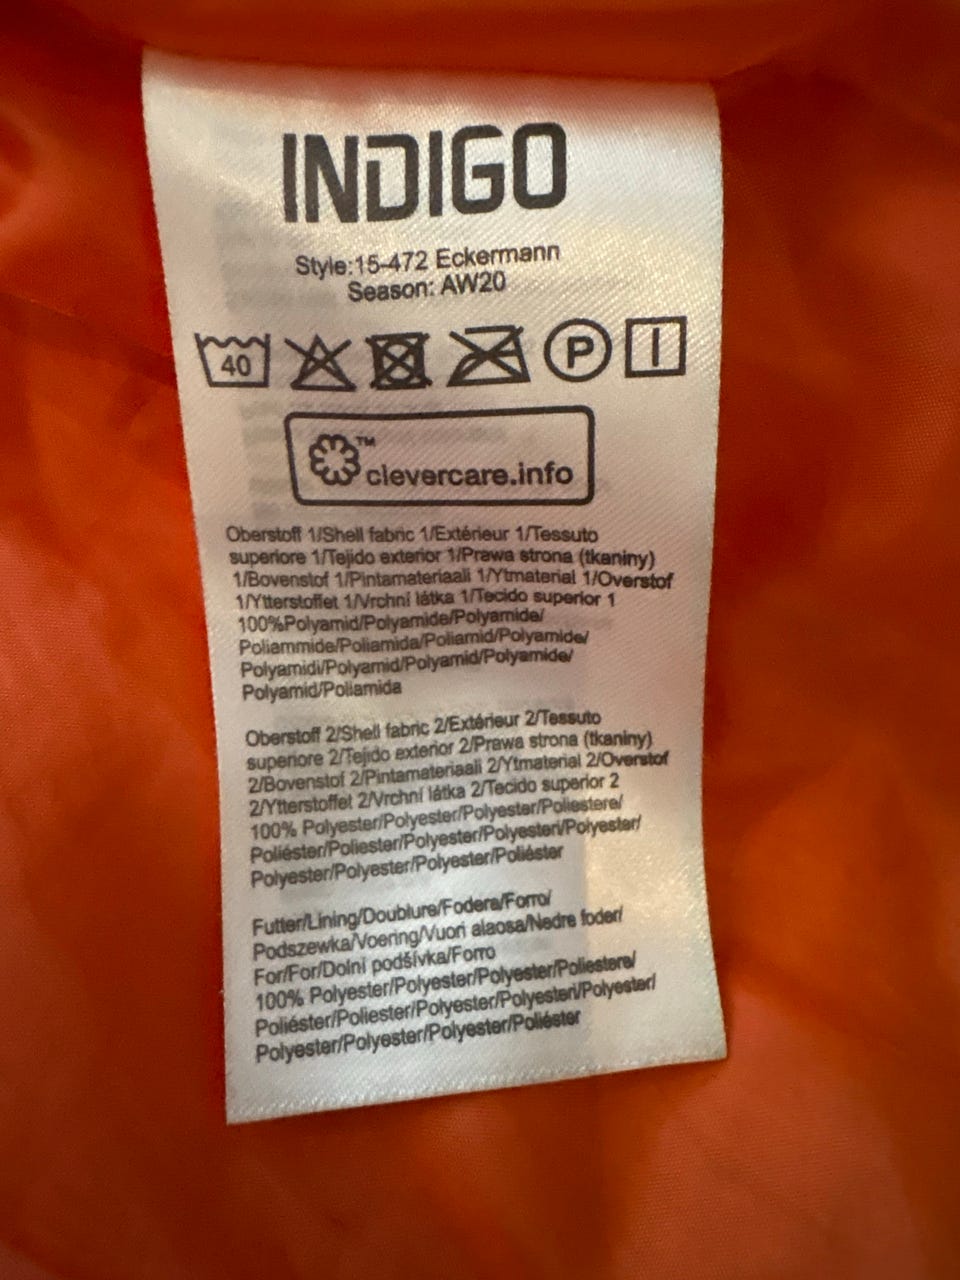 INDIGO
Style:15-472 Eckermann
Season: AW20
40
P
clevercare.info™
Oberstoff 1/Shell fabric 1/Extérieur 1/Tessuto
superiore 1/Tejido exterior 1/Prawa strona (tkaniny)
1/Bovenstof 1/Pintamateriaali 1/Ytmaterial 1/Overstof
1/Ytterstoffet 1/Vrchní látka 1/Tecido superior 1
100%Polyamid/Polyamide/Polyamide/
Poliammide/Poliamida/Poliamid/Polyamide/
Polyamidi/Polyamid/Polyamid/Polyamide/
Polyamid/Poliamida
Oberstoff 2/Shell fabric 2/Extérieur 2/Tessuto
superiore 2/Tejido exterior 2/Prawa strona (tkaniny)
2/Bovenstof 2/Pintamateriaali 2/Ytmaterial 2/Overstof
2/Ytterstoffet 2/Vrchní látka 2/Tecido superior 2
100% Polyester/Polyester/Polyester/Poliestere/
Poliéster/Poliester/Polyester/Polyesteri/Polyester/
Polyester/Polyester/Polyester/Poliéster
Futter/Lining/Doublure/Fodera/Forro/
Podszewka/Voering/Vuori alaosa/Nedre foder/
For/For/Dolní podšívka/Forro
100% Polyester/Polyester/Polyester/Poliestere/
Poliéster/Poliester/Polyester/Polyesteri/Polyester/
Polyester/Polyester/Polyester/Poliéster